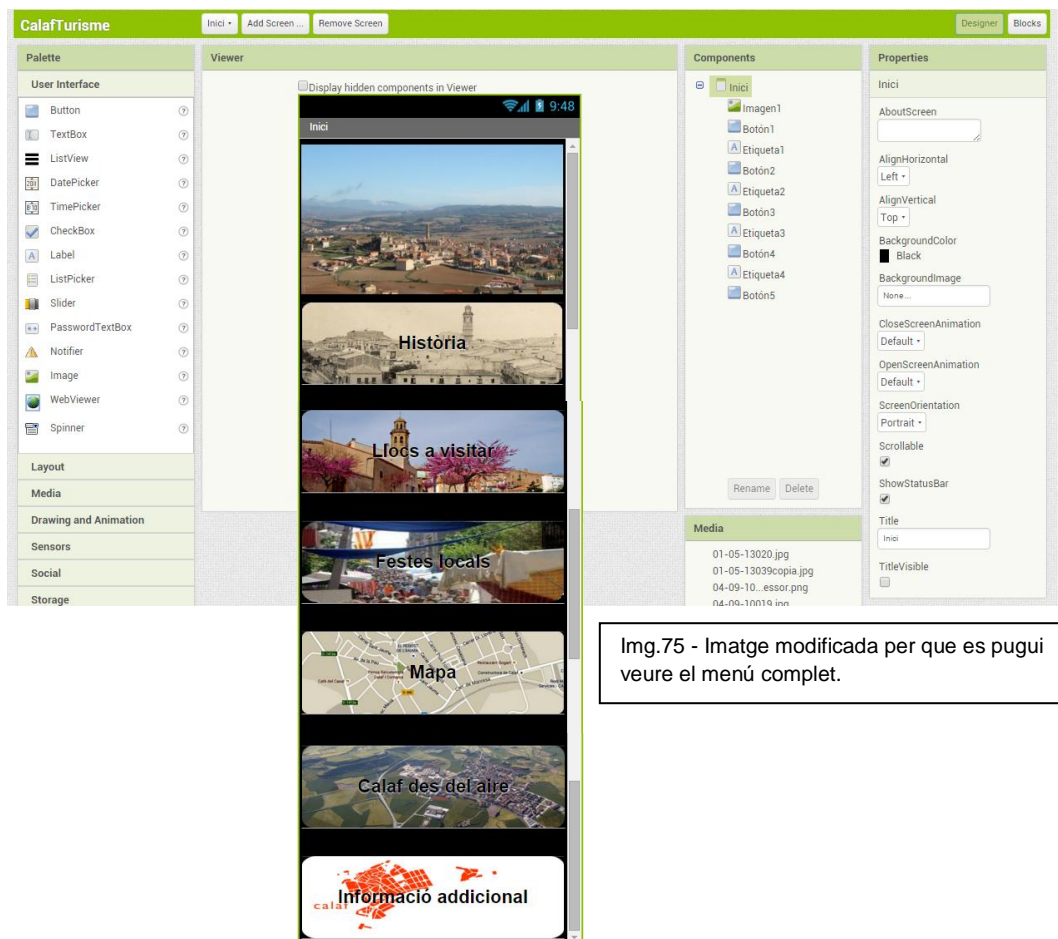 CalafTurisme
Inici
Add Screen ...
Remove Screen
Designer
Blocks
Palette
User Interface
Button
TextBox
ListView
DatePicker
TimePicker
CheckBox
Label
ListPicker
Slider
PasswordTextBox
Notifier
Image
WebViewer
Spinner
Layout
Media
Drawing and Animation
Sensors
Social
Storage
Viewer
Display hidden components in Viewer
9:48
Inici
Història
Llocs a visitar
Festes locals
Mapa
Calaf des del aire
Informació addicional
calaf
Components
Inici
Imagen1
Botón1
Etiqueta1
Botón2
Etiqueta2
Botón3
Etiqueta3
Botón4
Etiqueta4
Botón5
Rename
Delete
Media
01-05-13020.jpg
01-05-13039copia.jpg
04-09-10...essor.png
04-09-10019.jpg
Properties
Inici
AboutScreen
AlignHorizontal
Left
AlignVertical
Top
BackgroundColor
Black
BackgroundImage
None...
CloseScreenAnimation
Default
OpenScreenAnimation
Default
ScreenOrientation
Portrait
Scrollable
ShowStatusBar
Title
Inici
TitleVisible
Img.75 - Imatge modificada per que es pugui
veure el menú complet.